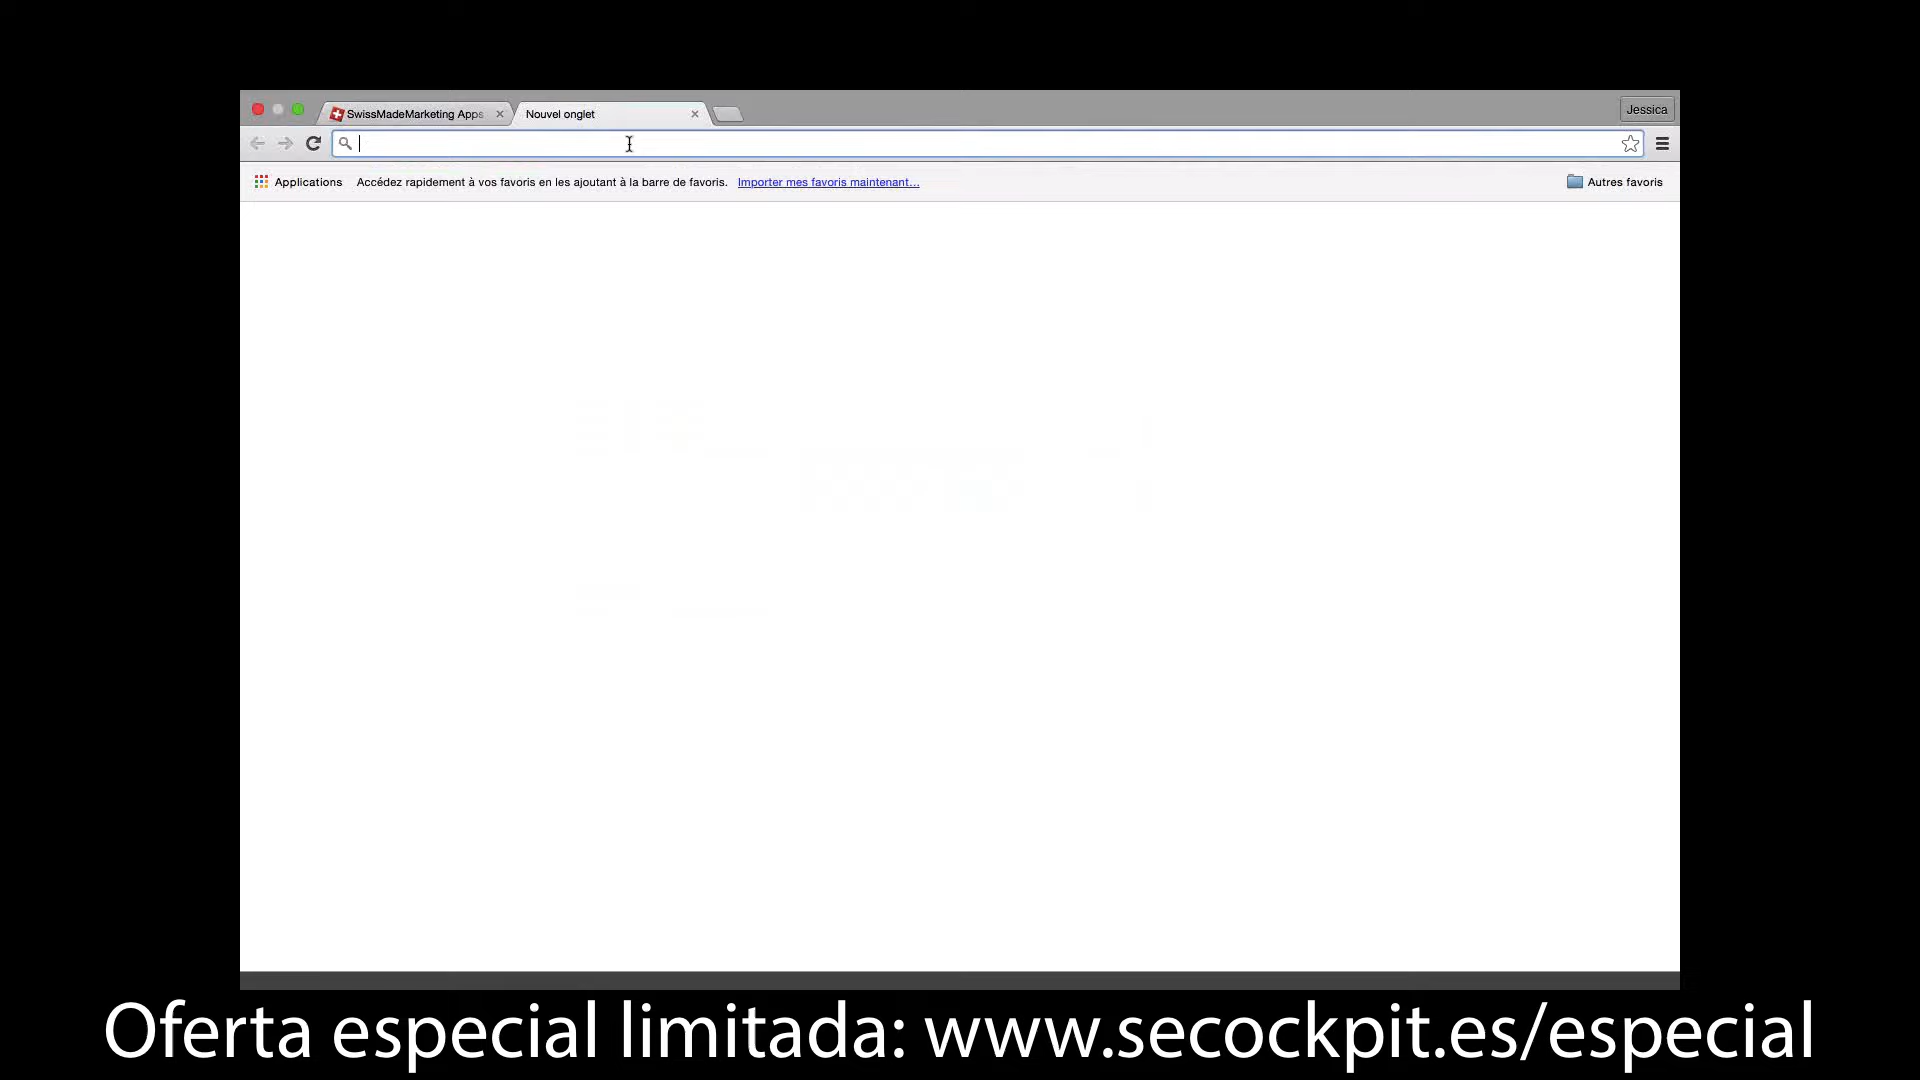 SwissMadeMarketing Apps
Nouvel onglet
Jessica
Applications
Accédez rapidement à vos favoris en les ajoutant à la barre de favoris.
Importer mes favoris maintenant...
Autres favoris
Oferta especial limitada: www.secockpit.es/especial